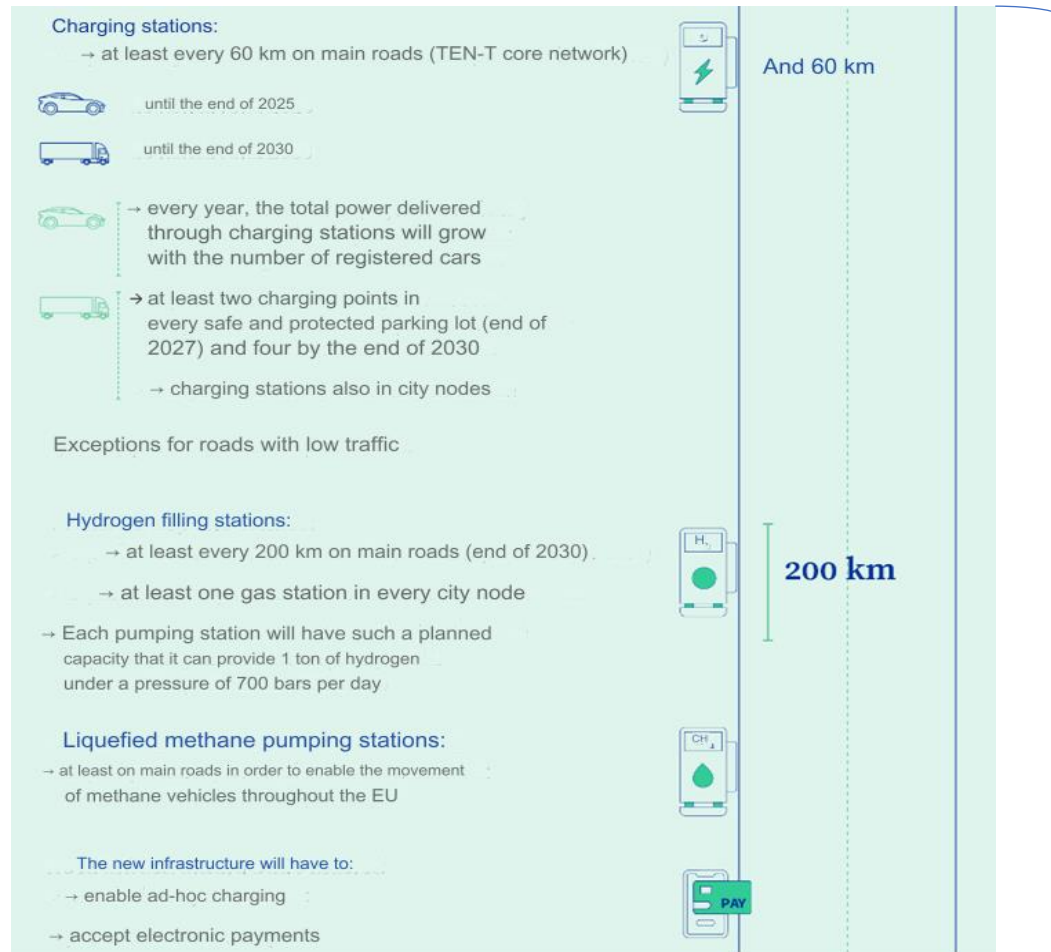 Charging stations:
→ at least every 60 km on main roads (TEN-T core network)
And 60 km
until the end of 2025
until the end of 2030
→ every year, the total power delivered
through charging stations will grow
with the number of registered cars
→ at least two charging points in
every safe and protected parking lot (end of
2027) and four by the end of 2030
→ charging stations also in city nodes
Exceptions for roads with low traffic
Hydrogen filling stations:
→ at least every 200 km on main roads (end of 2030)
H
200 km
→ at least one gas station in every city node
→ Each pumping station will have such a planned
capacity that it can provide 1 ton of hydrogen
under a pressure of 700 bars per day
Liquefied methane pumping stations:
CH
→ at least on main roads in order to enable the movement
of methane vehicles throughout the EU
The new infrastructure will have to:
→ enable ad-hoc charging
PAY
→ accept electronic payments